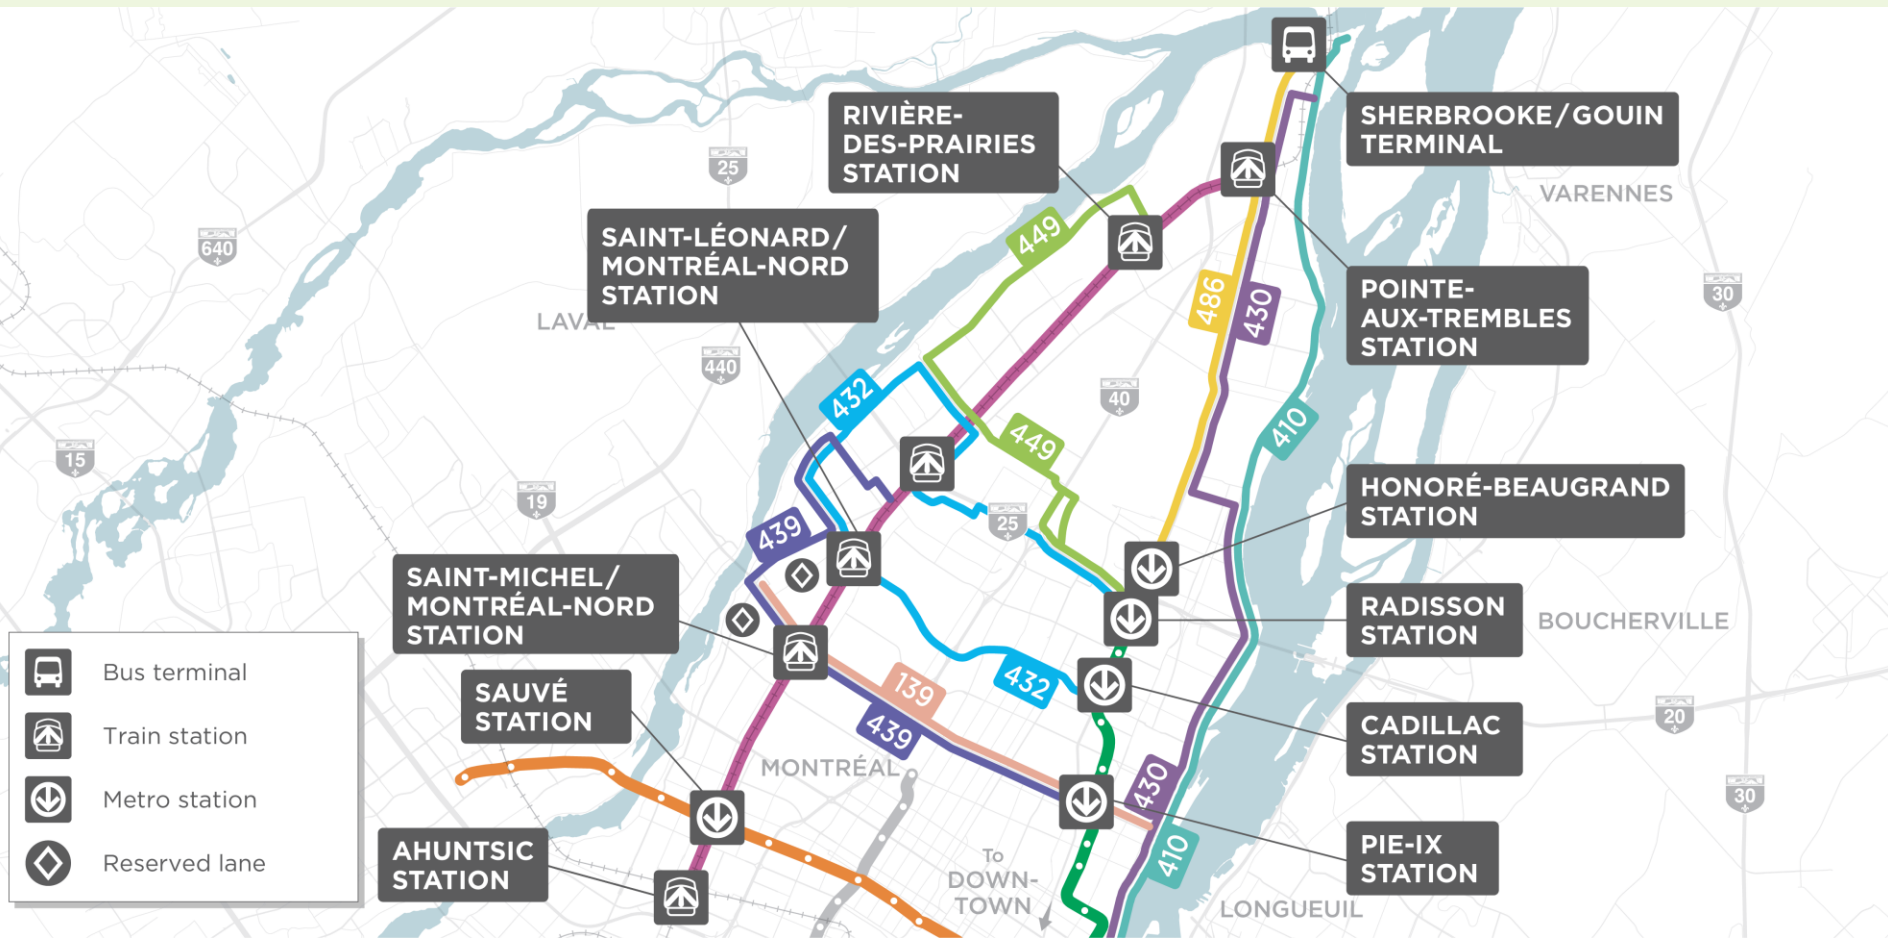 SHERBROOKE/GOUIN
TERMINAL
RIVIÈRE-
DES-PRAIRIES
STATION
25
VARENNES
SAINT-LÉONARD/
MONTRÉAL-NORD
STATION
640
449
486
430
POINTE-
AUX-TREMBLES
STATION
30
LAVAL
440
432
40
410
449
15
19
HONORÉ-BEAUGRAND
STATION
25
439
SAINT-MICHEL/
MONTRÉAL-NORD
STATION
RADISSON
STATION
BOUCHERVILLE
Bus terminal
Train station
Metro station
Reserved lane
SAUVÉ
STATION
139
432
439
20
CADILLAC
STATION
MONTRÉAL
430
30
AHUNTSIC
STATION
To
DOWN-
TOWN
410
PIE-IX
STATION
LONGUEUIL